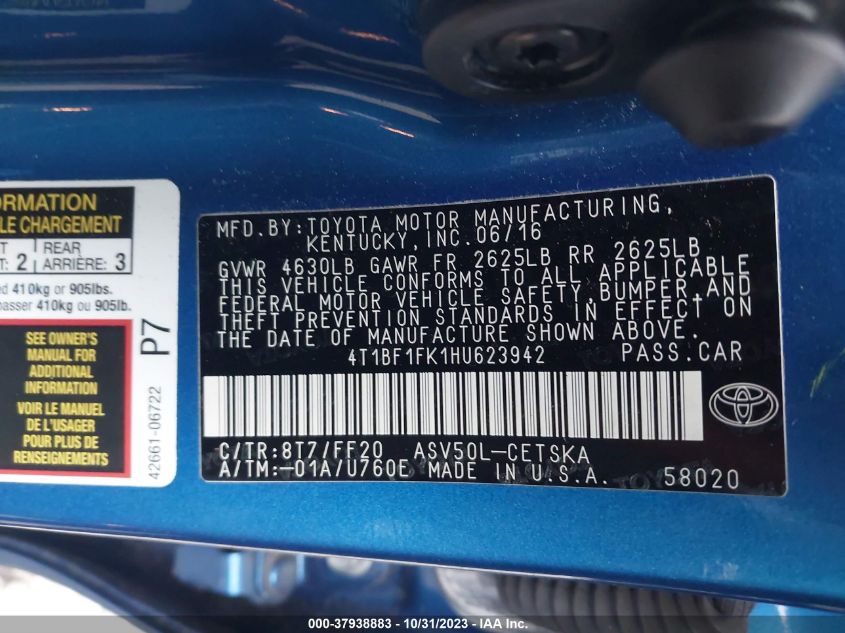 ORMATION
LE CHARGEMENT
2
REAR
ARRIÈRE: 3
ed 410kg or 905lbs.
passer 410kg ou 905lb.
SEE OWNER'S
MANUAL FOR
ADDITIONAL
INFORMATION
VOIR LE MANUEL
DE L'USAGER
POUR PLUS DE
RENSEIGNEMENTS
P7
42661-06722
MFD.BY:TOYOTA MOTOR MANUFACTURING,
KENTUCKY, INC.06/16
GVWR 4630LB GAWR FR 2625LB RR 2625LB
THIS VEHICLE CONFORMS TO ALL APPLICABLE
FEDERAL MOTOR VEHICLE SAFETY,BUMPER,AND
THEFT PREVENTION STANDARDS IN EFFECT ON
THE DATE OF MANUFACTURE SHOWN ABOVE.
4T1BF1FK1HU623942 PASS.CAR
C/TR:8T7/FF20 ASV50L-CETSKA
A/TM:-01A/U760E MADE IN U.S.A. 58020
000-37938883 - 10/31/2023 - IAA Inc.